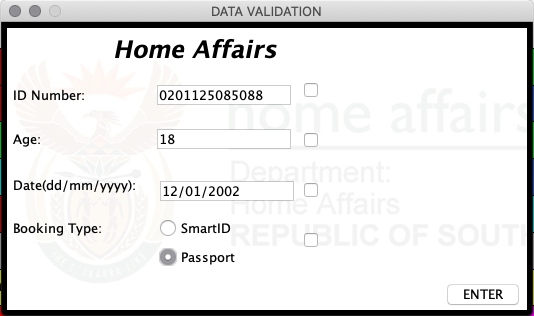 DATA VALIDATION
Home Affairs
ID Number: 0201125085088
home affairs
Age: 18
Department:
Date(dd/mm/yyyy): 12/01/2002
Home Affairs
Booking Type: SmartID
REPUBLIC OF SOUT
Passport
ENTER